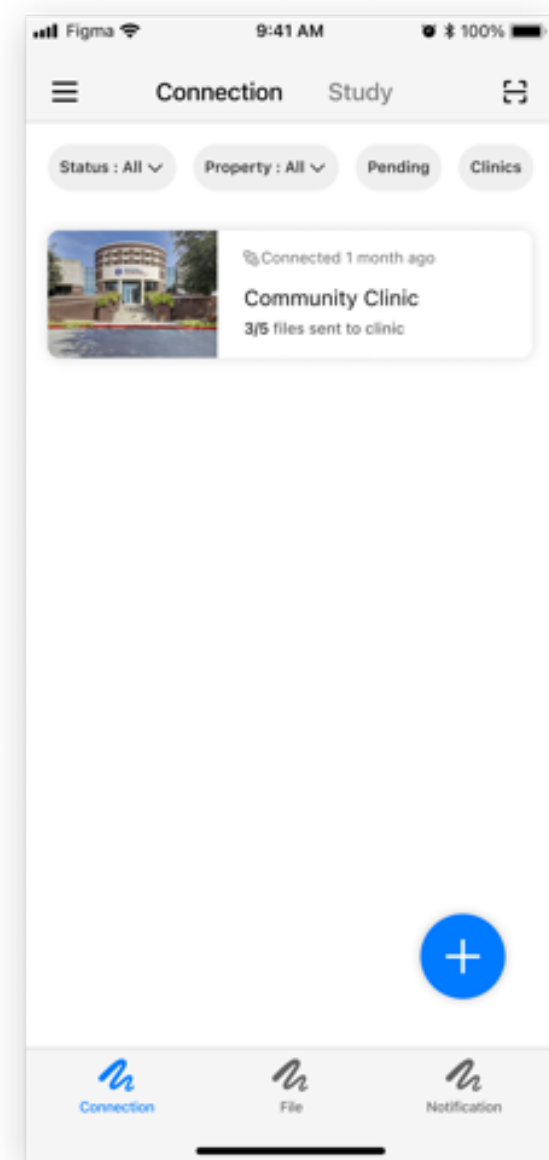 Figma 9:41 AM 100%
Connection Study
Status : All Property : All Pending Clinics
Connected 1 month ago
Community Clinic
3/5 files sent to clinic
Connection File Notification